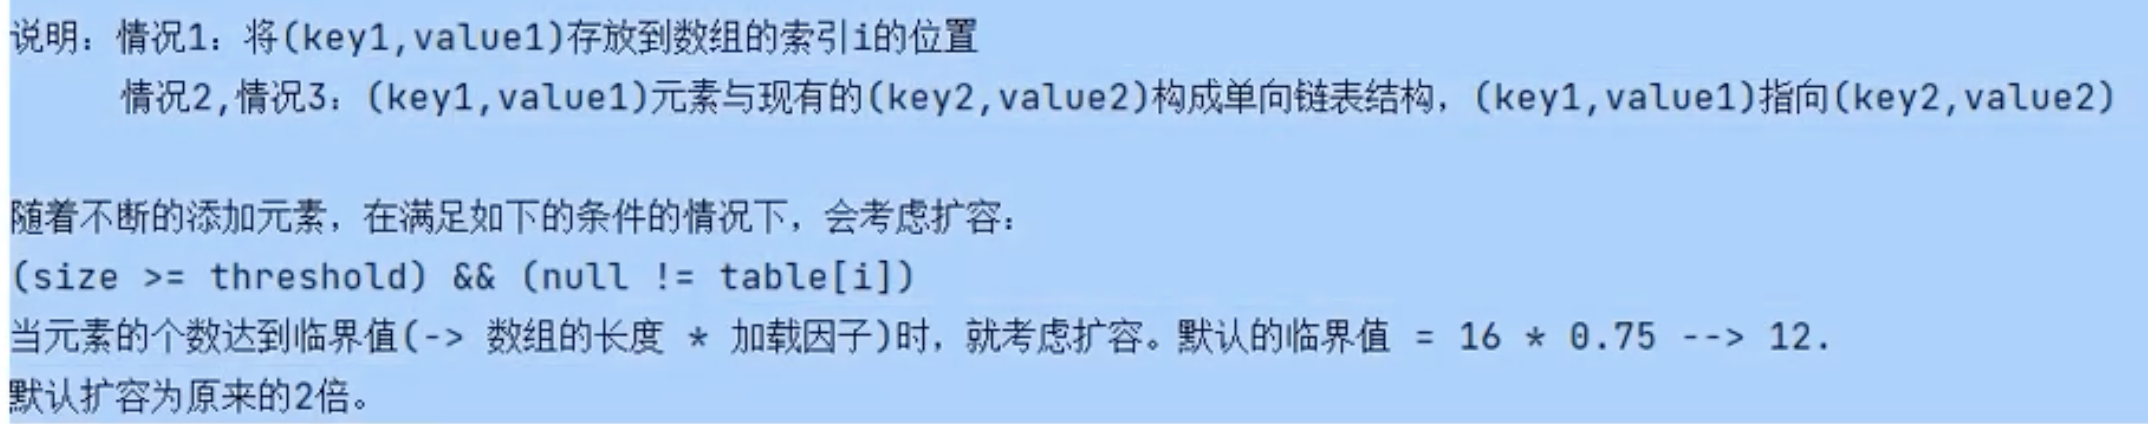 说明：情况1：将(key1,value1)存放到数组的索引i的位置
情况2,情况3：(key1,value1)元素与现有的(key2,value2)构成单向链表结构，(key1,value1)指向(key2,value2)
随着不断的添加元素，在满足如下的条件的情况下，会考虑扩容：
(size >= threshold) && (null != table[i])
当元素的个数达到临界值(-> 数组的长度 * 加载因子)时，就考虑扩容。默认的临界值 = 16 * 0.75 --> 12.
默认扩容为原来的2倍。